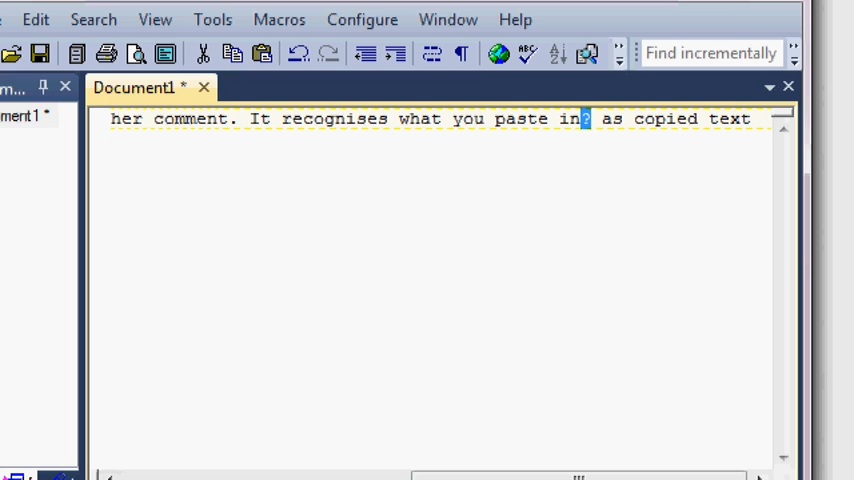 Edit Search View Tools Macros Configure Window Help
ABC Find incrementally
m... Document1 *
ment1 *
her comment. It recognises what you paste in? as copied text